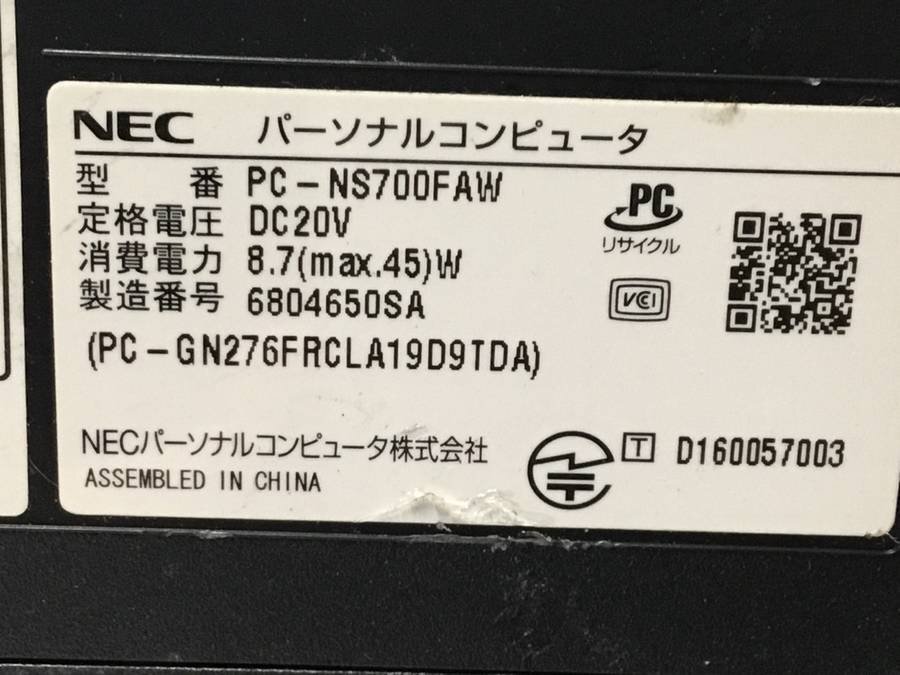 NEC パーソナルコンピュータ
型 番 PC-NS700FAW
定格電圧 DC20V
消費電力 8.7(max.45)W
製造番号 6804650SA
(PC-GN276FRCLA19D9TDA)
PC
リサイクル
VCI
NECパーソナルコンピュータ株式会社
ASSEMBLED IN CHINA
T D160057003